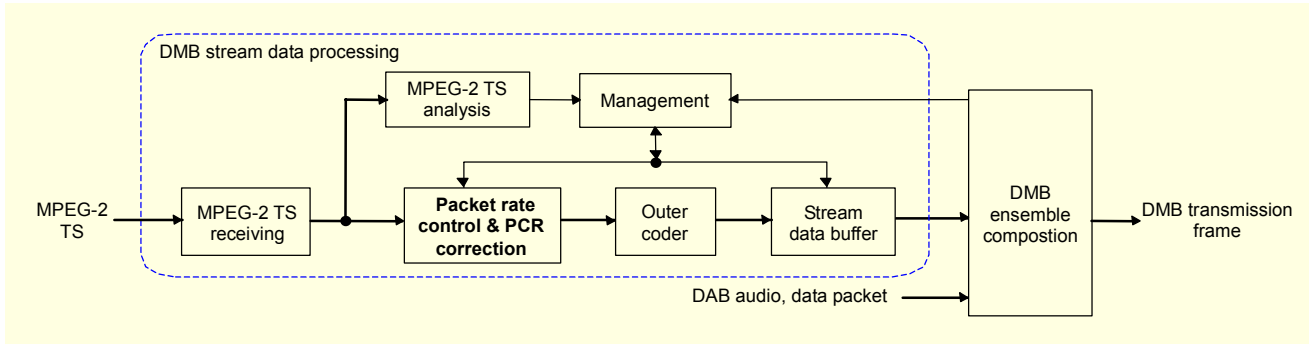 DMB stream data processing
MPEG-2 TS
analysis
Management
MPEG-2
TS
MPEG-2 TS
receiving
Packet rate
control & PCR
correction
Outer
coder
Stream
data buffer
DMB
ensemble
compostion
DMB transmission
frame
DAB audio, data packet